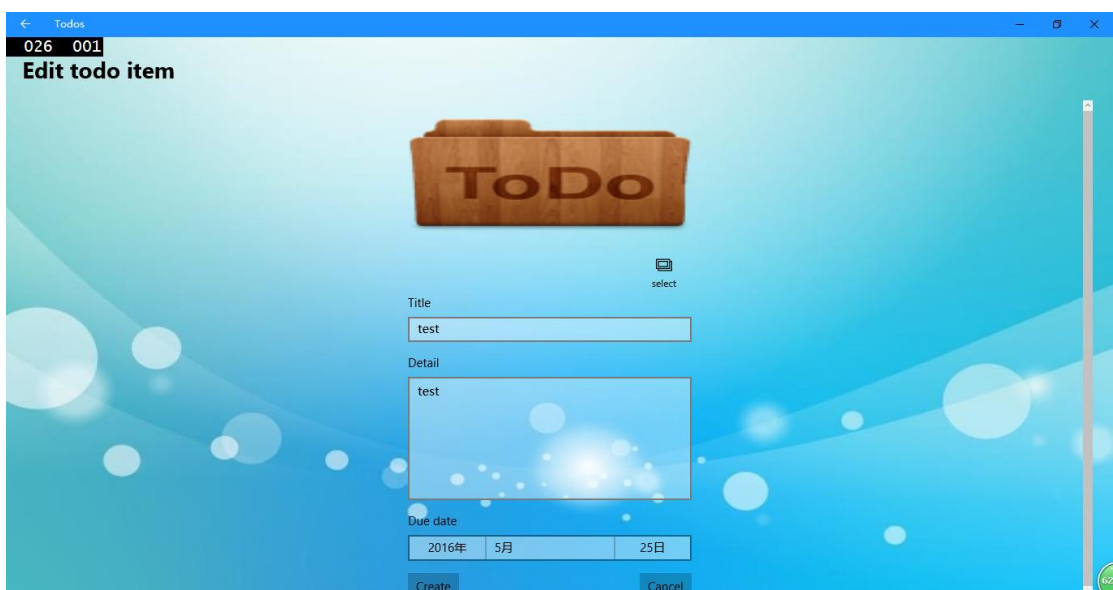 Todos
026 001
Edit todo item
ToDo
select
Title
test
Detail
test
Due date
2016年 5月 25日
Create Cancel
62